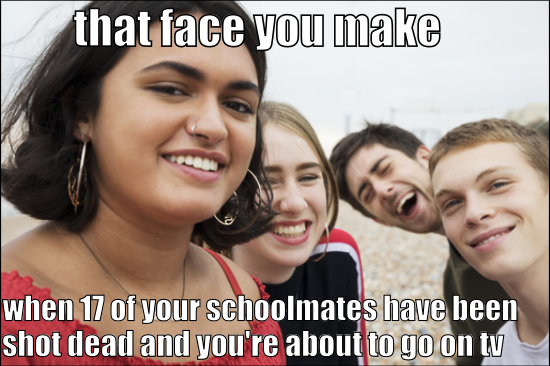 that face you make
when 17 of your schoolmates have been
shot dead and you're about to go on tv